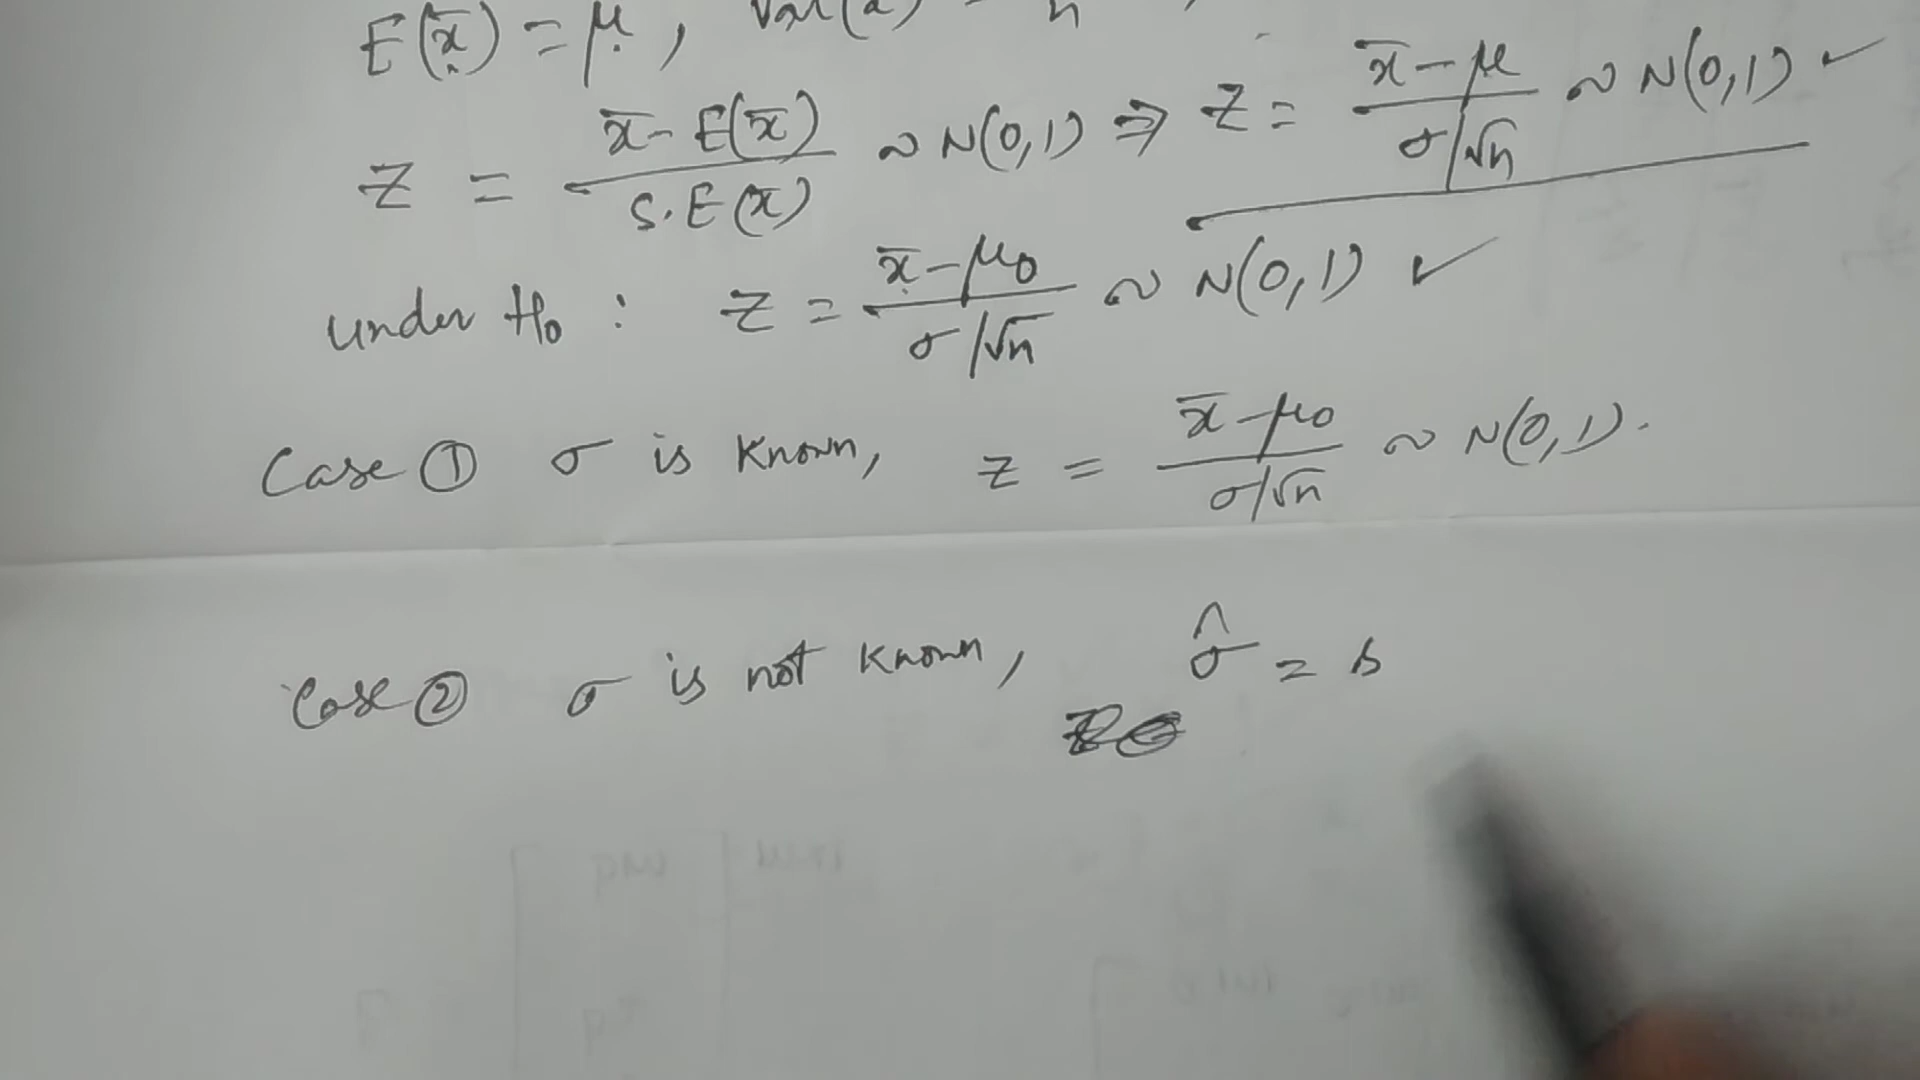 E(x̄) = μ, Var(x̄) = n
z = x̄ - E(x̄) / S.E(x̄) ~ N(0,1) ⇒ z = x̄ - μ / σ/√n ~ N(0,1) ✓
under H₀ : z = x̄ - μ₀ / σ/√n ~ N(0,1) ✓
Case ① σ is known, z = x̄ - μ₀ / σ/√n ~ N(0,1).
Case ② σ is not known, σ̂ = s